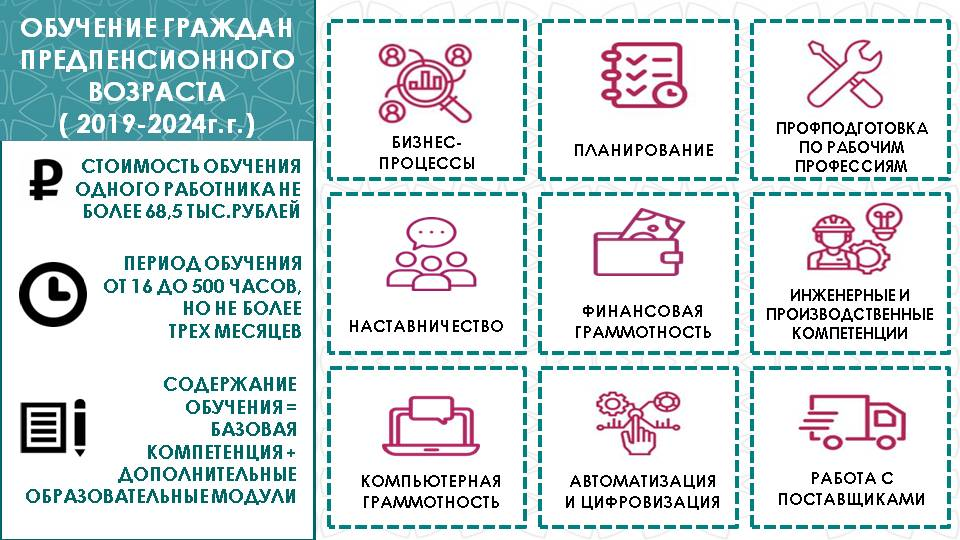 ОБУЧЕНИЕ ГРАЖДАН
ПРЕДПЕНСИОННОГО
ВОЗРАСТА
( 2019-2024г.г.)
СТОИМОСТЬ ОБУЧЕНИЯ
ОДНОГО РАБОТНИКА НЕ
БОЛЕЕ 68,5 ТЫС.РУБЛЕЙ
ПЕРИОД ОБУЧЕНИЯ
ОТ 16 ДО 500 ЧАСОВ,
НО НЕ БОЛЕЕ
ТРЕХ МЕСЯЦЕВ
СОДЕРЖАНИЕ
ОБУЧЕНИЯ =
БАЗОВАЯ
КОМПЕТЕНЦИЯ +
ДОПОЛНИТЕЛЬНЫЕ
ОБРАЗОВАТЕЛЬНЫЕ МОДУЛИ
БИЗНЕС-
ПРОЦЕССЫ
ПЛАНИРОВАНИЕ
ПРОФПОДГОТОВКА
ПО РАБОЧИМ
ПРОФЕССИЯМ
НАСТАВНИЧЕСТВО
ФИНАНСОВАЯ
ГРАММОТНОСТЬ
ИНЖЕНЕРНЫЕ И
ПРОИЗВОДСТВЕННЫЕ
КОМПЕТЕНЦИИ
КОМПЬЮТЕРНАЯ
ГРАММОТНОСТЬ
АВТОМАТИЗАЦИЯ
И ЦИФРОВИЗАЦИЯ
РАБОТА С
ПОСТАВЩИКАМИ